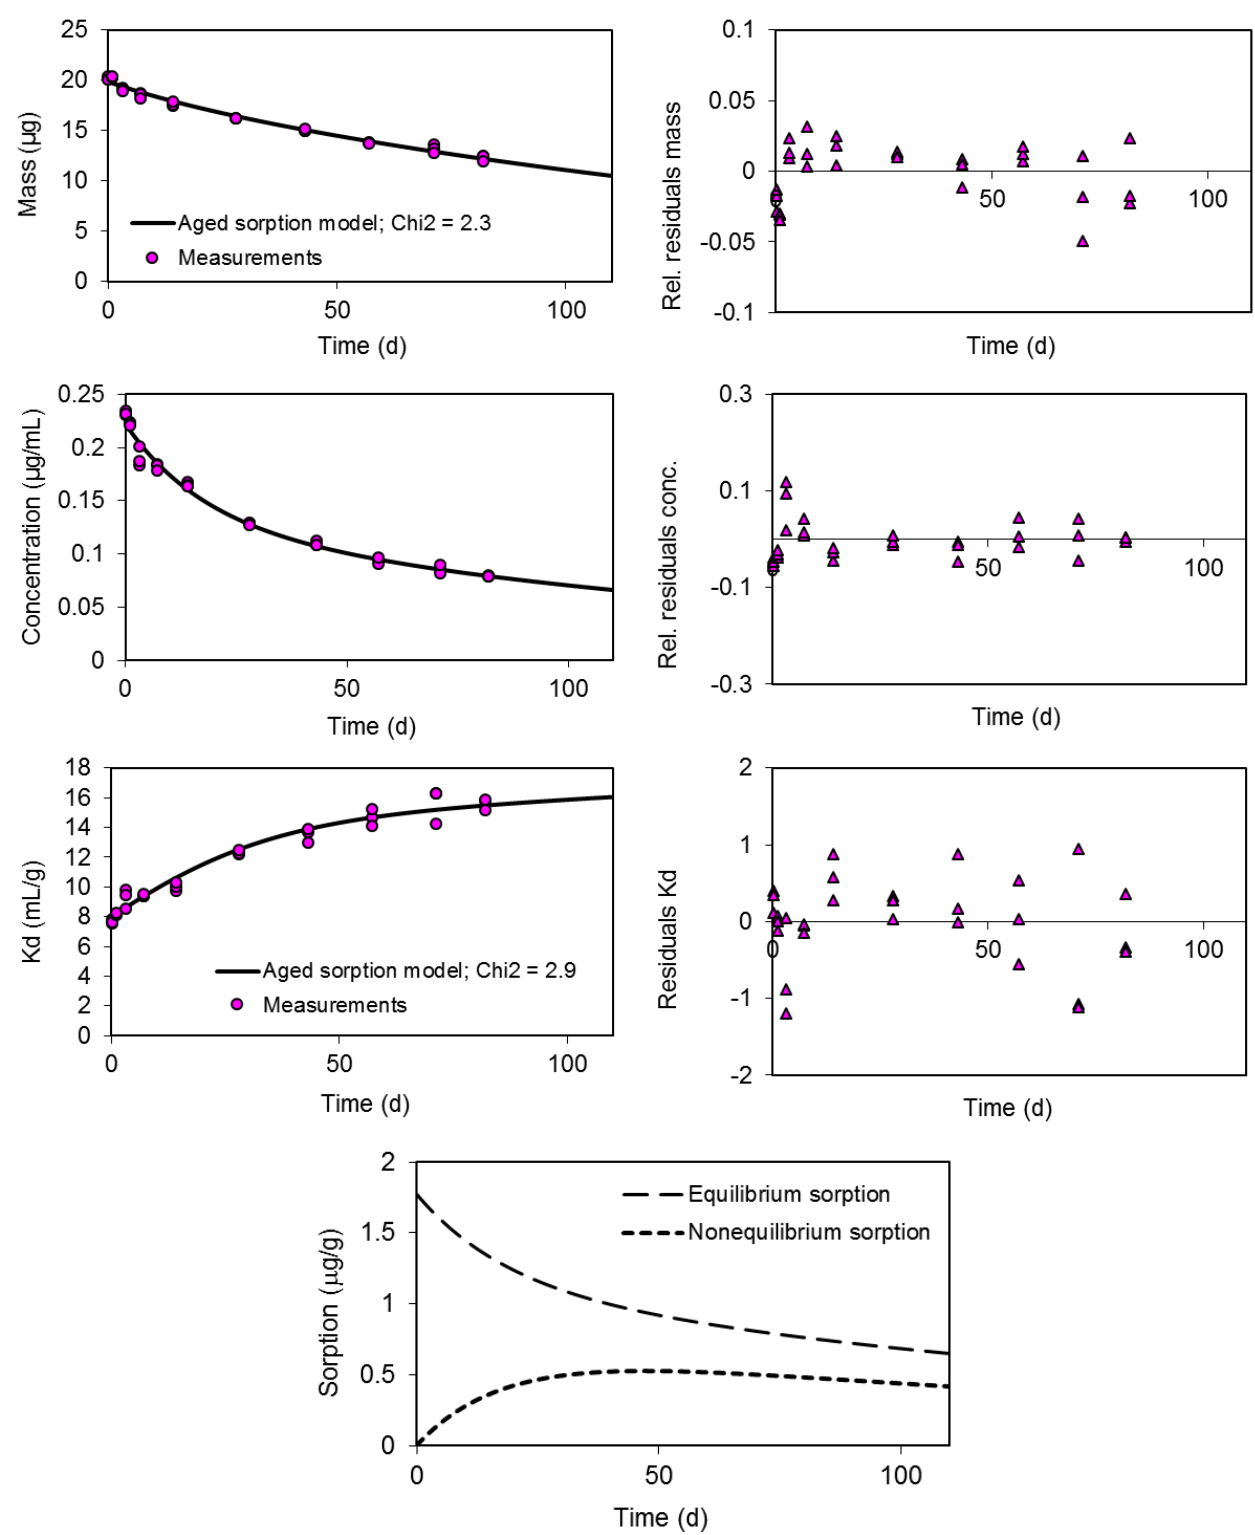 25
20
15
10
5
0
Mass (µg)
Aged sorption model; Chi2 = 2.3
Measurements
0 50 100
Time (d)
0.1
0.05
0
-0.05
-0.1
Rel. residuals mass
0 50 100
Time (d)
0.25
0.2
0.15
0.1
0.05
0
Concentration (µg/mL)
0 50 100
Time (d)
0.3
0.1
-0.1
-0.3
Rel. residuals conc.
0 50 100
Time (d)
18
16
14
12
10
8
6
4
2
0
Kd (mL/g)
Aged sorption model; Chi2 = 2.9
Measurements
0 50 100
Time (d)
2
1
0
-1
-2
Residuals Kd
0 50 100
Time (d)
2
1.5
1
0.5
0
Sorption (µg/g)
Equilibrium sorption
Nonequilibrium sorption
0 50 100
Time (d)